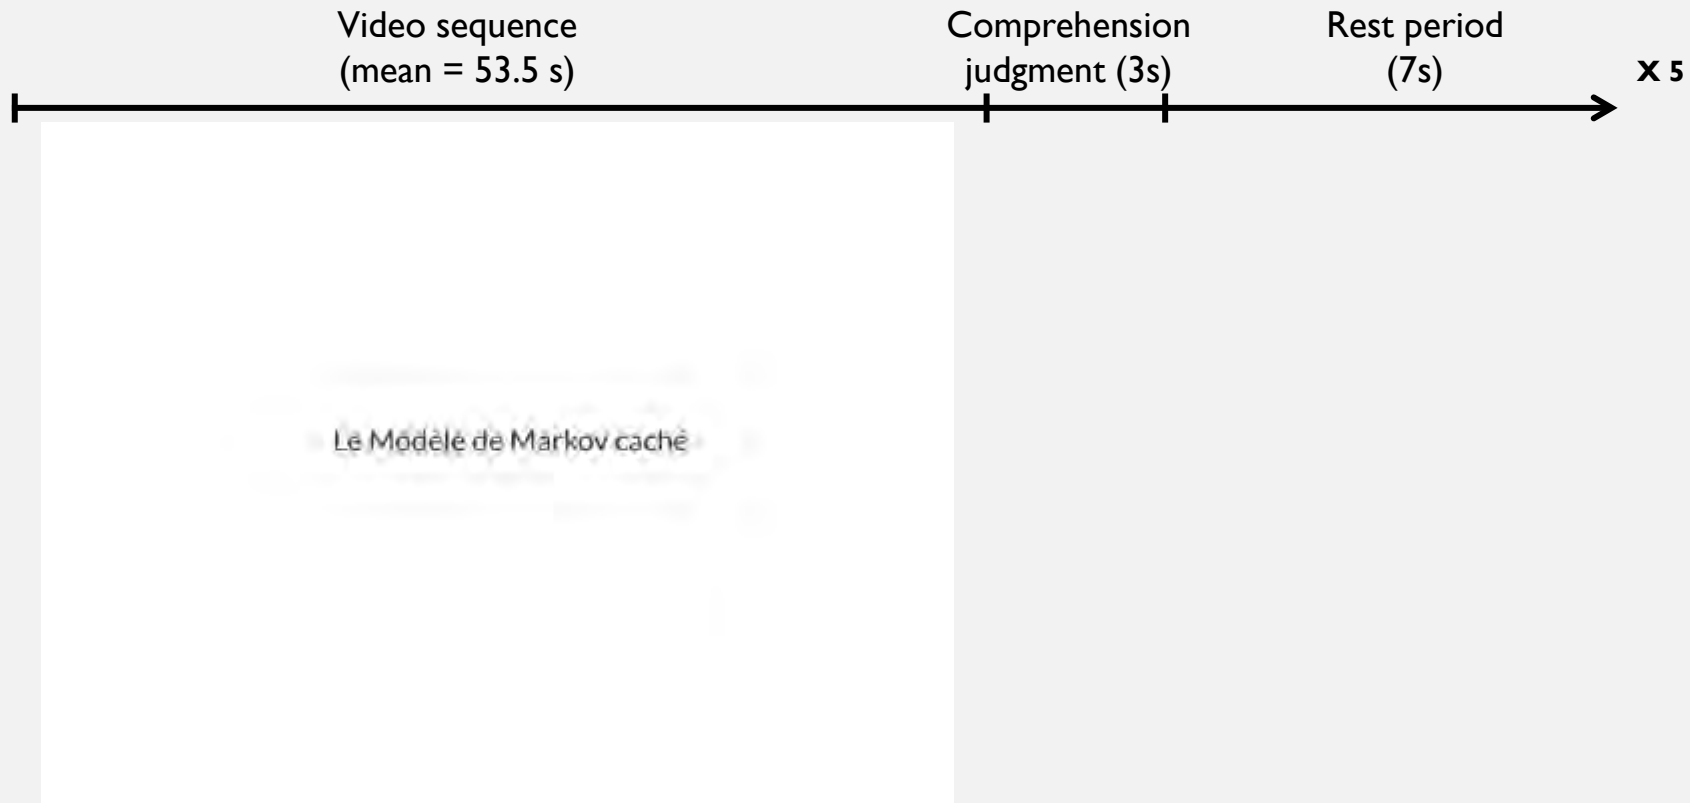 Video sequence
(mean = 53.5 s)
Comprehension
judgment (3s)
Rest period
(7s)
X 5
Le Modèle de Markov caché